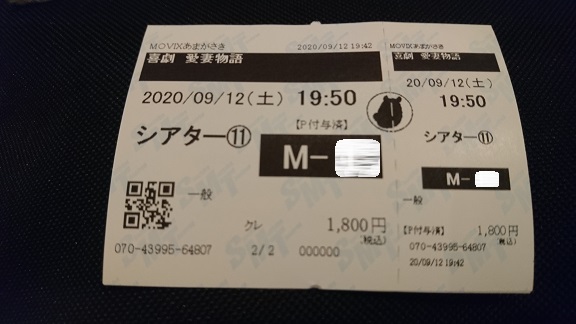 MOVIXあまがさき 2020/09/12 19:42
喜劇 愛妻物語
2020/09/12(土) 19:50
【P付与済】
シアター⑪
M-
一般
クレ 1,800円
(税込)
070-43995-64807 2/2 000000
MOVIXあまがさき
喜劇 愛妻物語
20/09/12(土)
19:50
シアター⑪
M-
一般
【P付与済】 1,800円
(税込)
070-43995-64807
20/09/12 19:42